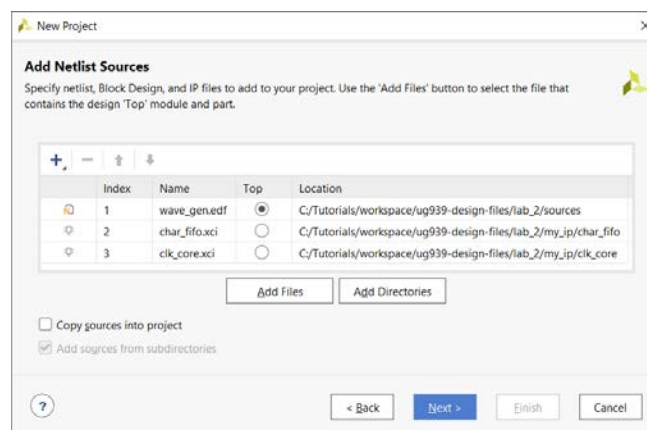 New Project
Add Netlist Sources
Specify netlist, Block Design, and IP files to add to your project. Use the 'Add Files' button to select the file that
contains the design 'Top' module and part.
Index Name Top Location
1 wave_gen.edf C:/Tutorials/workspace/ug939-design-files/lab_2/sources
2 char_fifo.xci C:/Tutorials/workspace/ug939-design-files/lab_2/my_ip/char_fifo
3 clk_core.xci C:/Tutorials/workspace/ug939-design-files/lab_2/my_ip/clk_core
Add Files Add Directories
Copy sources into project
Add sources from subdirectories
? < Back Next > Finish Cancel